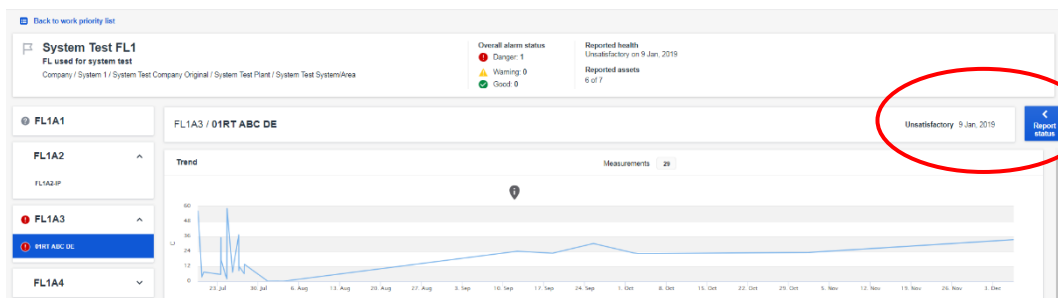 Back to work priority list
System Test FL1
FL used for system test
Company / System 1 / System Test Company Original / System Test Plant / System Test System/Area
Overall alarm status
Danger: 1
Warning: 0
Good: 0
Reported health
Unsatisfactory on 9 Jan, 2019
Reported assets
6 of 7
FL1A1
FL1A2
FL1A2-IP
FL1A3
01RT ABC DE
FL1A4
FL1A3 / 01RT ABC DE
Unsatisfactory 9 Jan, 2019
Report
status
Trend
Measurements 29
60
48
36
24
12
0
C
23. Jul 30. Jul 6. Aug 13. Aug 20. Aug 27. Aug 3. Sep 10. Sep 17. Sep 24. Sep 1. Oct 8. Oct 15. Oct 22. Oct 29. Oct 5. Nov 12. Nov 19. Nov 26. Nov 3. Dec